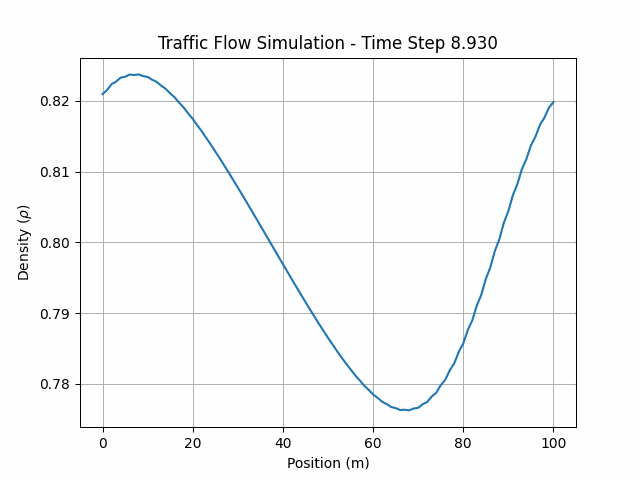 Traffic Flow Simulation - Time Step 8.930
0.82
0.81
0.80
0.79
0.78
Density (ρ)
0 20 40 60 80 100
Position (m)